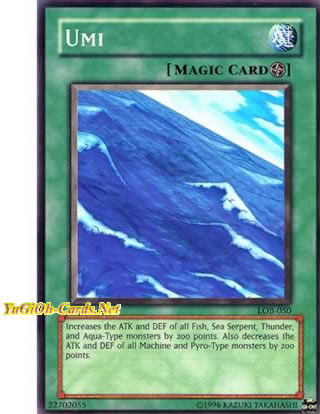 Umi
魔
[Magic Card]
YuGiOh-Cards.Net
LOB-050
Increases the ATK and DEF of all Fish, Sea Serpent, Thunder,
and Aqua-Type monsters by 200 points. Also decreases the
ATK and DEF of all Machine and Pyro-Type monsters by 200
points.
22702055
©1996 KAZUKI TAKAHASHI